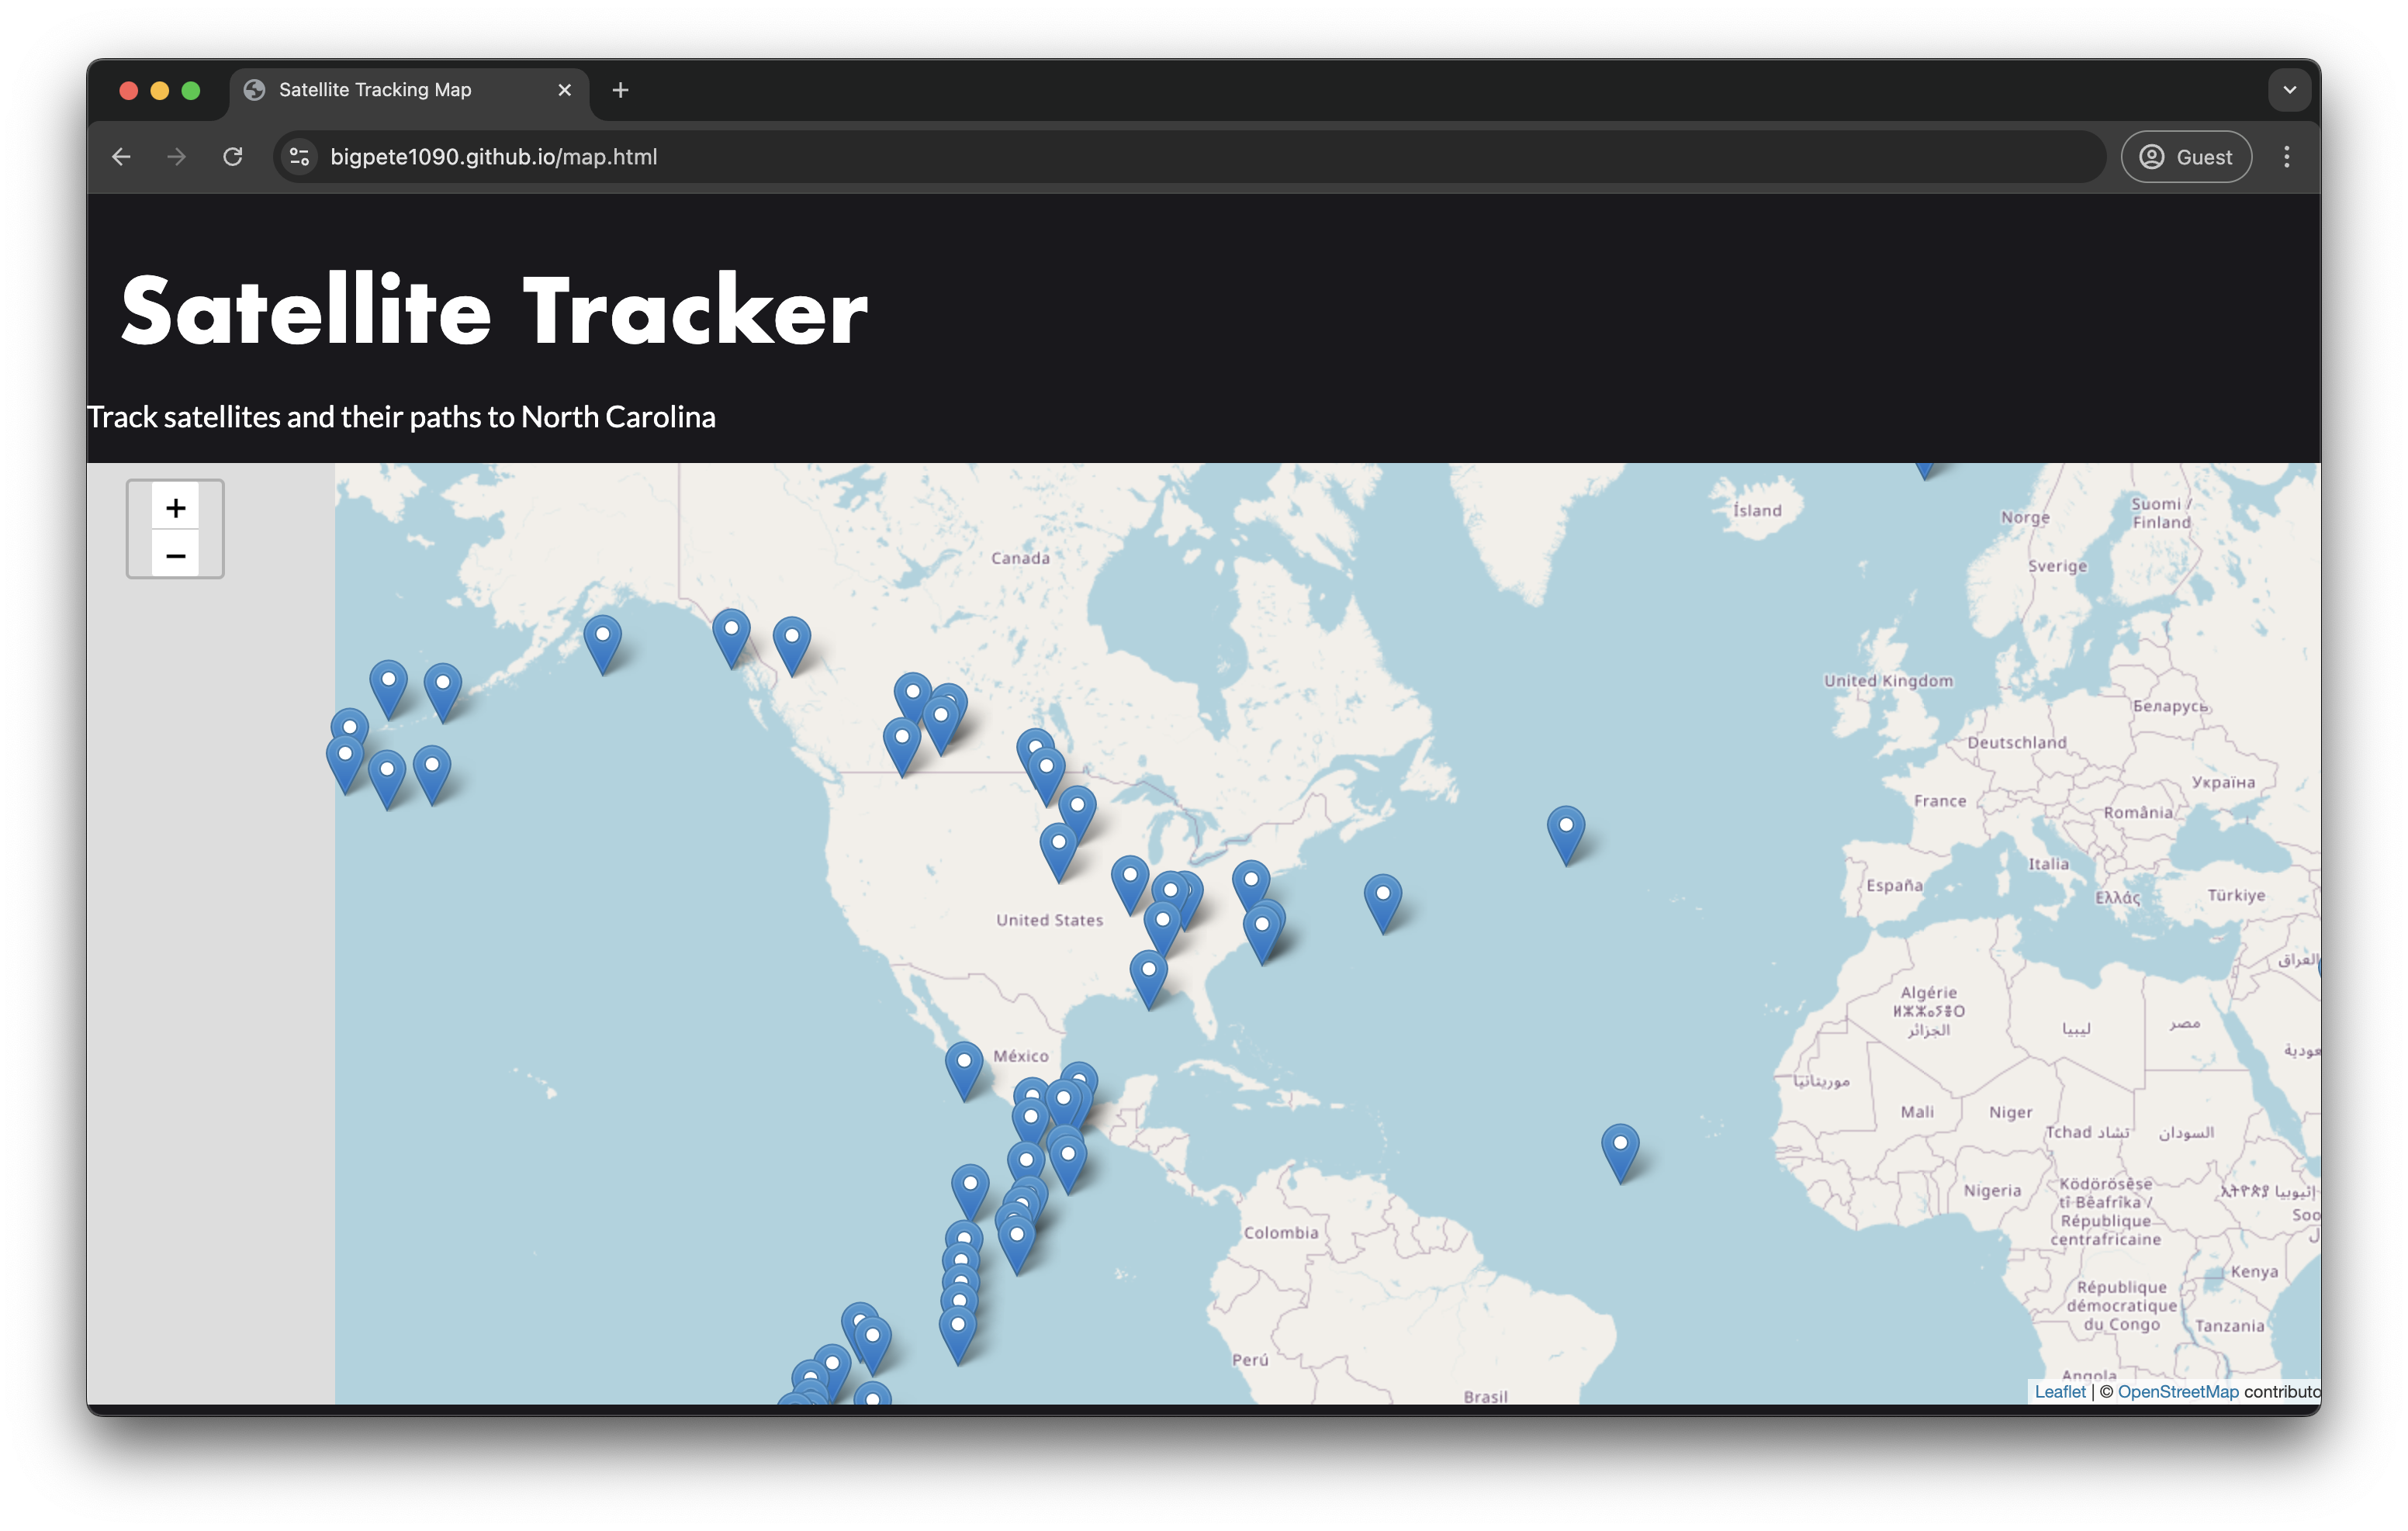 Satellite Tracking Map
bigpete1090.github.io/map.html
Guest
Satellite Tracker
Track satellites and their paths to North Carolina
+
−
Ísland
Norge
Suomi /
Finland
Sverige
Canada
United Kingdom
Беларусь
Deutschland
Україна
France
România
Italia
España
Ελλάς
Türkiye
United States
العراق
Algérie
ⵍⵣⵣⴰⵢⴻⵔ
الجزائر
ليبيا
مصر
México
موريتانيا
Mali
Niger
Tchad تشاد
السودان
Nigeria
Ködörösêse
tî Bêafrîka /
République
centrafricaine
Colombia
Kenya
République
démocratique
du Congo
Tanzania
Perú
Angola
Brasil
Leaflet | © OpenStreetMap contributo